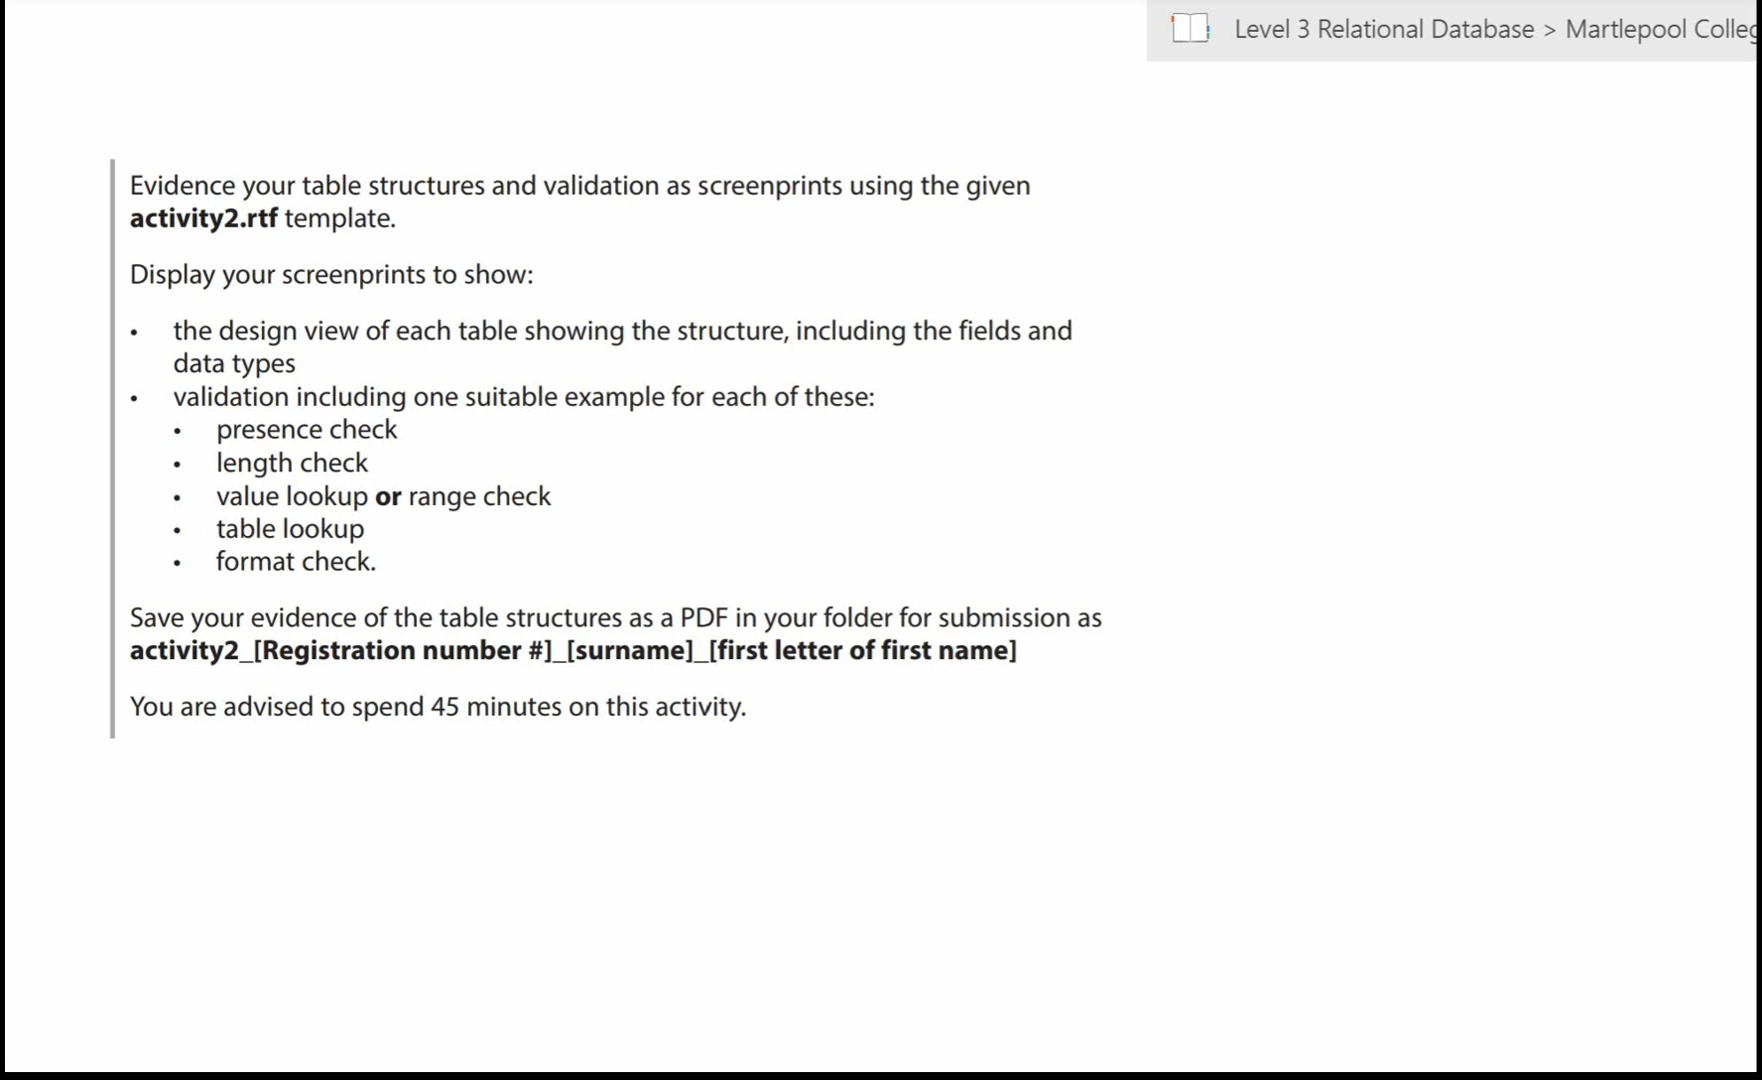 Level 3 Relational Database > Martlepool Colleg
Evidence your table structures and validation as screenprints using the given
activity2.rtf template.
Display your screenprints to show:
• the design view of each table showing the structure, including the fields and
data types
• validation including one suitable example for each of these:
• presence check
• length check
• value lookup or range check
• table lookup
• format check.
Save your evidence of the table structures as a PDF in your folder for submission as
activity2_[Registration number #]_[surname]_[first letter of first name]
You are advised to spend 45 minutes on this activity.